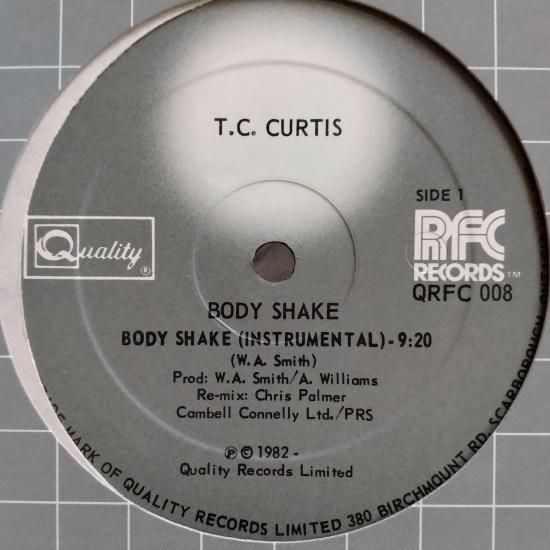 T.C. CURTIS
SIDE 1
Quality®
RFC
RECORDS™
QRFC 008
BODY SHAKE
BODY SHAKE (INSTRUMENTAL) - 9:20
(W.A. Smith)
Prod: W.A. Smith/A. Williams
Re-mix: Chris Palmer
Cambell Connelly Ltd./PRS
℗ © 1982 -
Quality Records Limited
MARK OF QUALITY RECORDS LIMITED 380 BIRCHMOUNT RD. SCARBOROUGH,